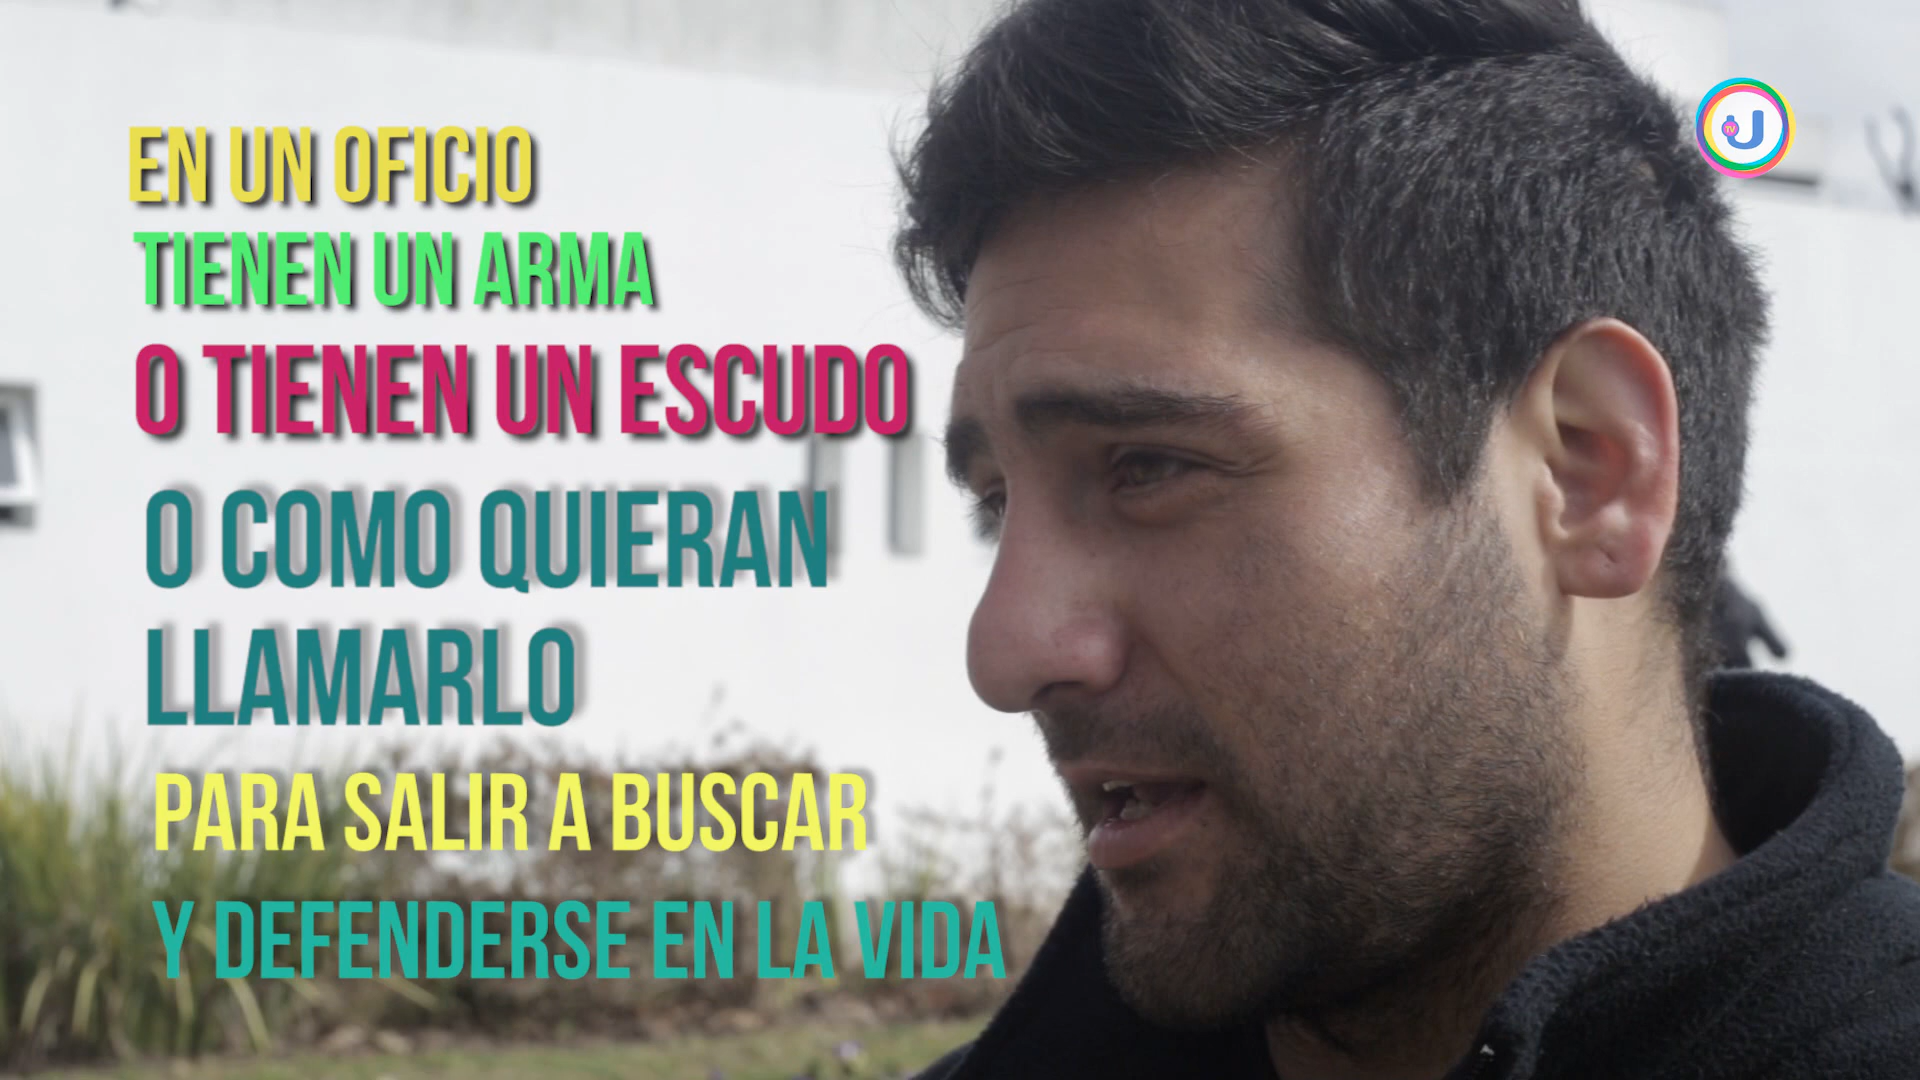 EN UN OFICIO
TIENEN UN ARMA
O TIENEN UN ESCUDO
O COMO QUIERAN
LLAMARLO
PARA SALIR A BUSCAR
Y DEFENDERSE EN LA VIDA
TV U